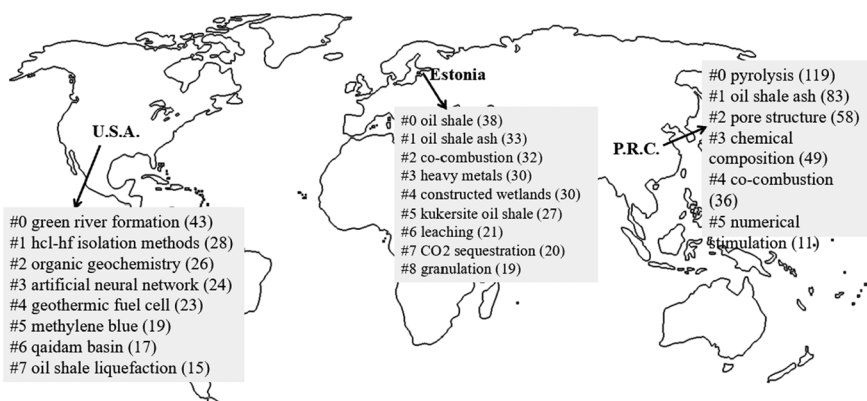 U.S.A.
#0 green river formation (43)
#1 hcl-hf isolation methods (28)
#2 organic geochemistry (26)
#3 artificial neural network (24)
#4 geothermic fuel cell (23)
#5 methylene blue (19)
#6 qaidam basin (17)
#7 oil shale liquefaction (15)
Estonia
#0 oil shale (38)
#1 oil shale ash (33)
#2 co-combustion (32)
#3 heavy metals (30)
#4 constructed wetlands (30)
#5 kukersite oil shale (27)
#6 leaching (21)
#7 CO2 sequestration (20)
#8 granulation (19)
P.R.C.
#0 pyrolysis (119)
#1 oil shale ash (83)
#2 pore structure (58)
#3 chemical
composition (49)
#4 co-combustion
(36)
#5 numerical
stimulation (11)